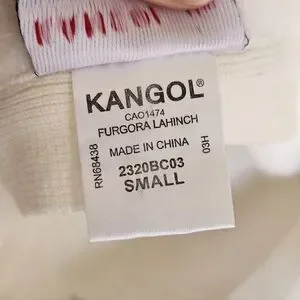 KANGOL®
CAO1474
FURGORA LAHINCH
MADE IN CHINA
2320BC03
SMALL
RN68438
03H